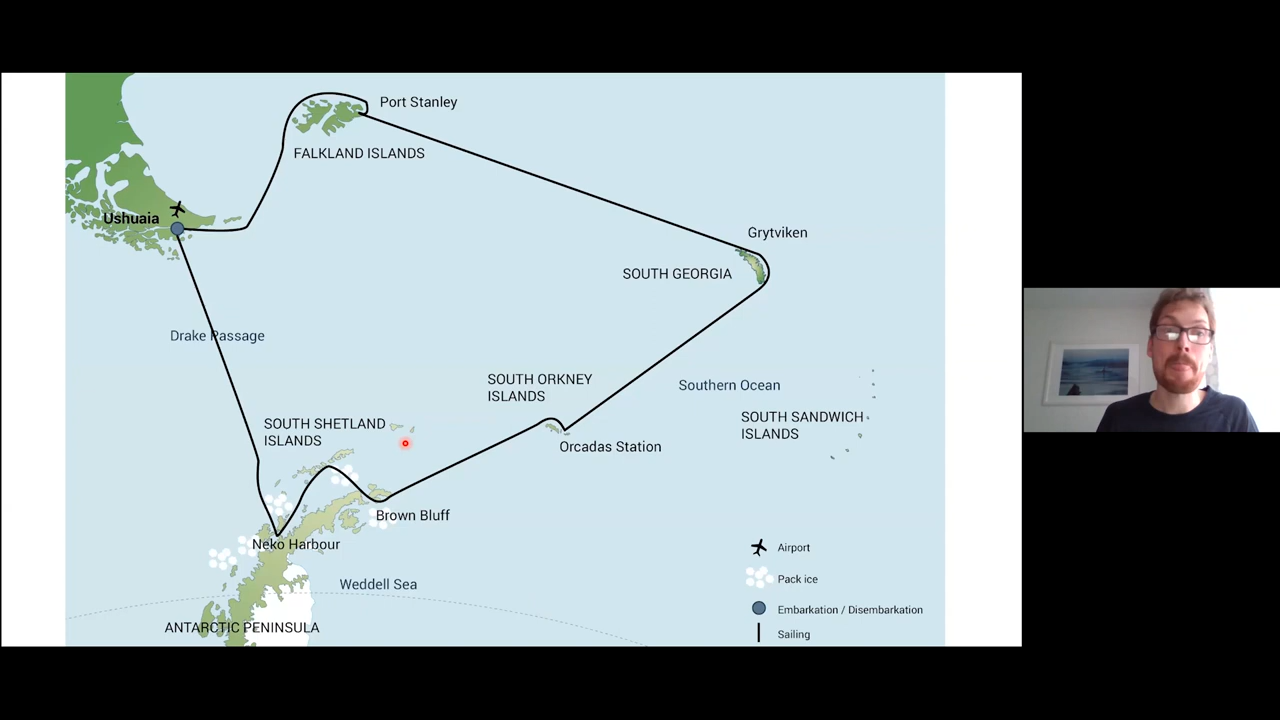 Port Stanley
FALKLAND ISLANDS
Ushuaia
Grytviken
SOUTH GEORGIA
Drake Passage
SOUTH ORKNEY
ISLANDS
Southern Ocean
SOUTH SANDWICH
ISLANDS
SOUTH SHETLAND
ISLANDS
Orcadas Station
Brown Bluff
Neko Harbour
Airport
Pack ice
Weddell Sea
Embarkation / Disembarkation
ANTARCTIC PENINSULA
Sailing